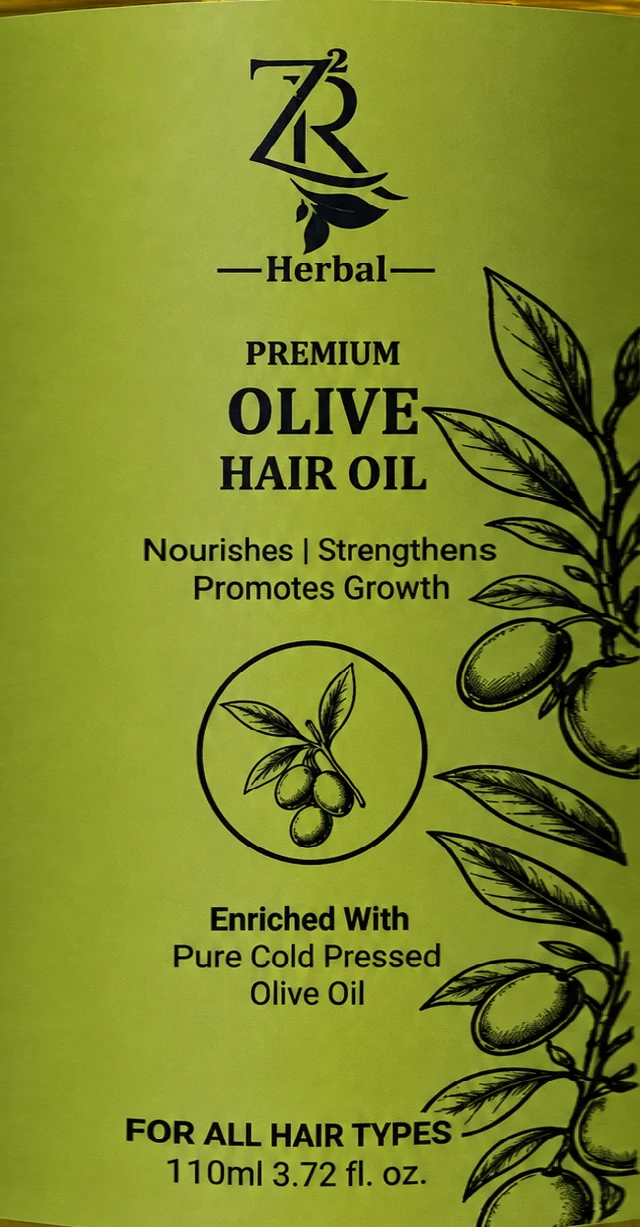 ZR²
Herbal
PREMIUM
OLIVE
HAIR OIL
Nourishes | Strengthens
Promotes Growth
Enriched With
Pure Cold Pressed
Olive Oil
FOR ALL HAIR TYPES
110ml 3.72 fl. oz.